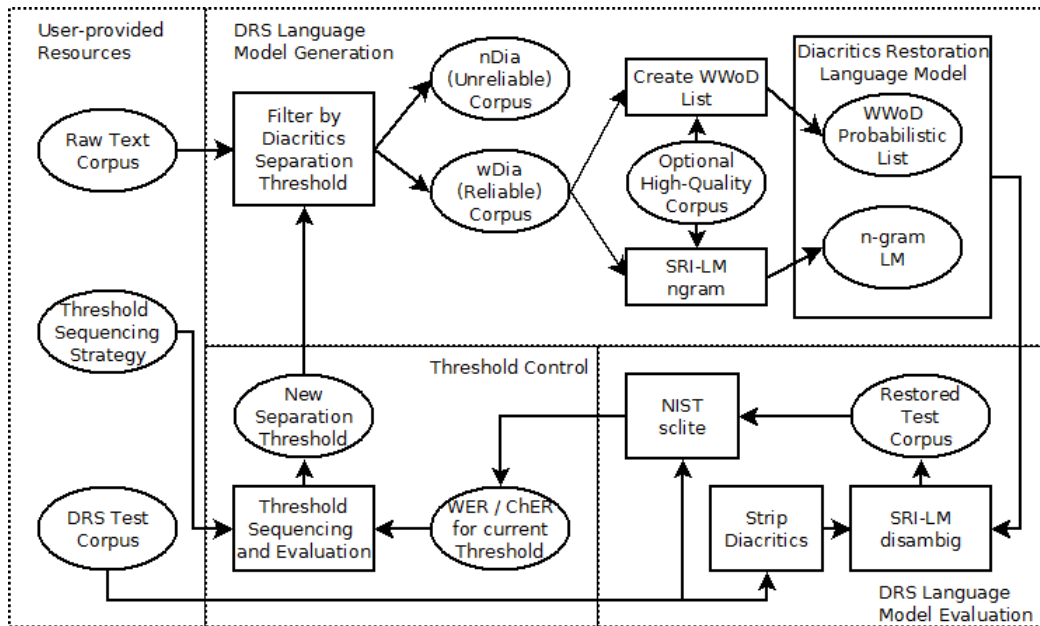 User-provided
Resources
Raw Text
Corpus
Threshold
Sequencing
Strategy
DRS Test
Corpus
DRS Language
Model Generation
Filter by
Diacritics
Separation
Threshold
nDia
(Unreliable)
Corpus
wDia
(Reliable)
Corpus
Create WWoD
List
Optional
High-Quality
Corpus
SRI-LM
ngram
Diacritics Restoration
Language Model
WWoD
Probabilistic
List
n-gram
LM
Threshold Control
New
Separation
Threshold
Threshold
Sequencing
and Evaluation
WER / ChER
for current
Threshold
NIST
sclite
Restored
Test
Corpus
Strip
Diacritics
SRI-LM
disambig
DRS Language
Model Evaluation